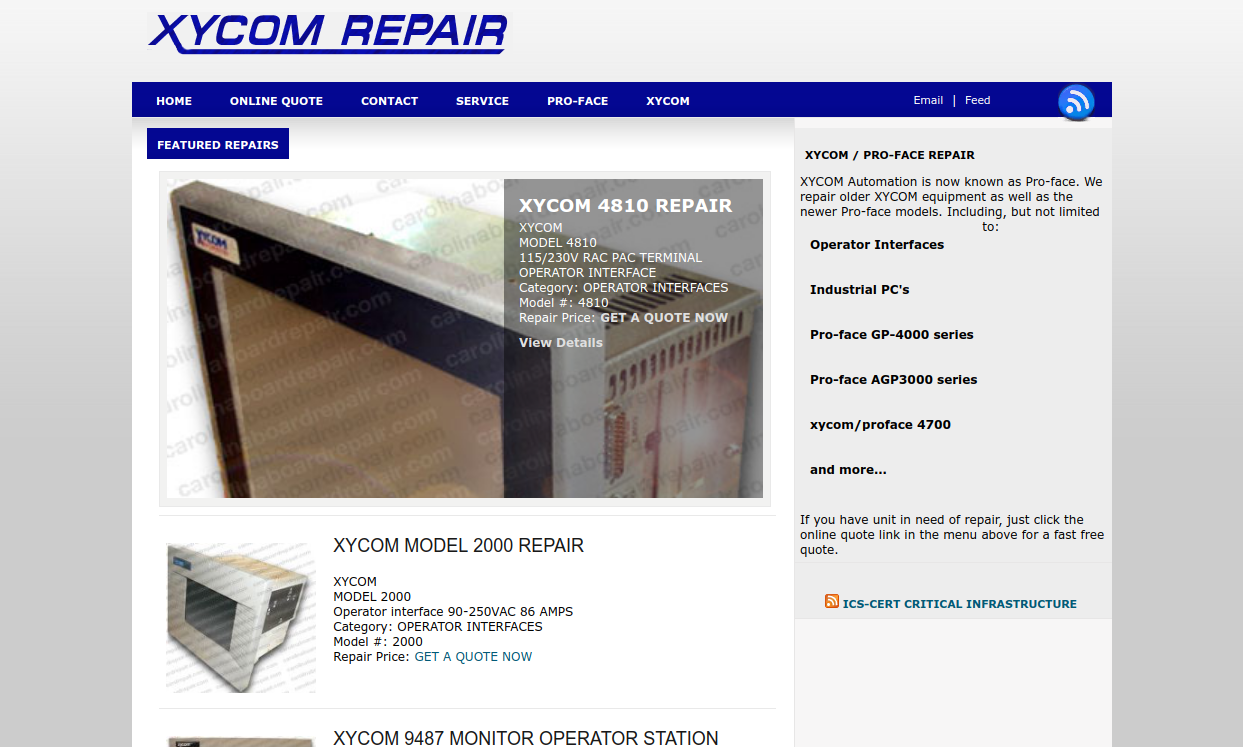 XYCOM REPAIR
HOME
ONLINE QUOTE
CONTACT
SERVICE
PRO-FACE
XYCOM
Email | Feed
FEATURED REPAIRS
XYCOM
carolinaboardrepair.com
XYCOM 4810 REPAIR
XYCOM
MODEL 4810
115/230V RAC PAC TERMINAL
OPERATOR INTERFACE
Category: OPERATOR INTERFACES
Model #: 4810
Repair Price: GET A QUOTE NOW
View Details
XYCOM MODEL 2000 REPAIR
XYCOM
MODEL 2000
Operator interface 90-250VAC 86 AMPS
Category: OPERATOR INTERFACES
Model #: 2000
Repair Price: GET A QUOTE NOW
XYCOM 9487 MONITOR OPERATOR STATION
XYCOM / PRO-FACE REPAIR
XYCOM Automation is now known as Pro-face. We
repair older XYCOM equipment as well as the
newer Pro-face models. Including, but not limited
to:
Operator Interfaces
Industrial PC's
Pro-face GP-4000 series
Pro-face AGP3000 series
xycom/proface 4700
and more...
If you have unit in need of repair, just click the
online quote link in the menu above for a fast free
quote.
ICS-CERT CRITICAL INFRASTRUCTURE